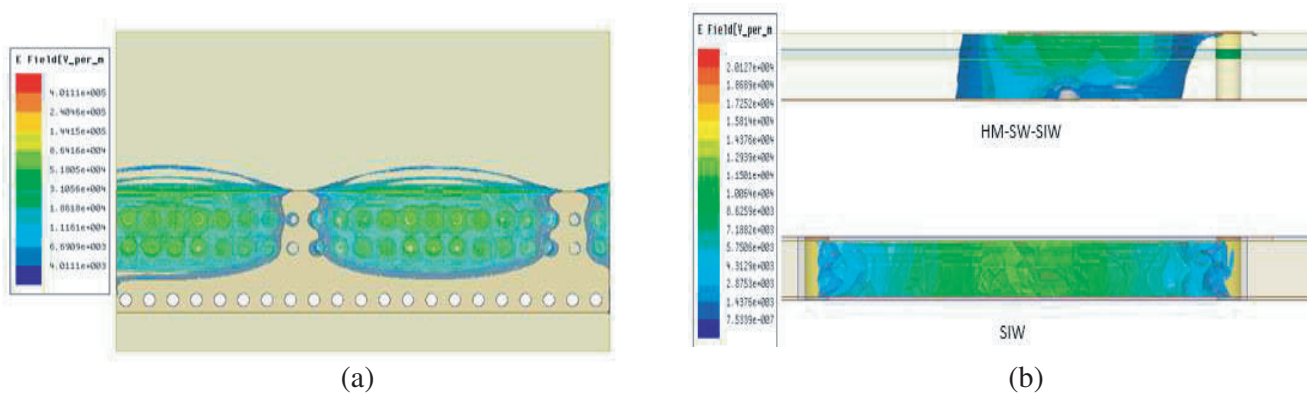 E Field[V_per_m
4.0111e+005
2.4046e+005
1.4415e+005
8.6416e+004
5.1805e+004
3.1056e+004
1.8618e+004
1.1161e+004
6.6909e+003
4.0111e+003
(a)
E Field[V_per_m
2.0127e+004
1.8689e+004
1.7252e+004
1.5814e+004
1.4376e+004
1.2939e+004
1.1501e+004
1.0064e+004
8.6259e+003
7.1882e+003
5.7506e+003
4.3129e+003
2.8753e+003
1.4376e+003
7.5339e-007
HM-SW-SIW
SIW
(b)